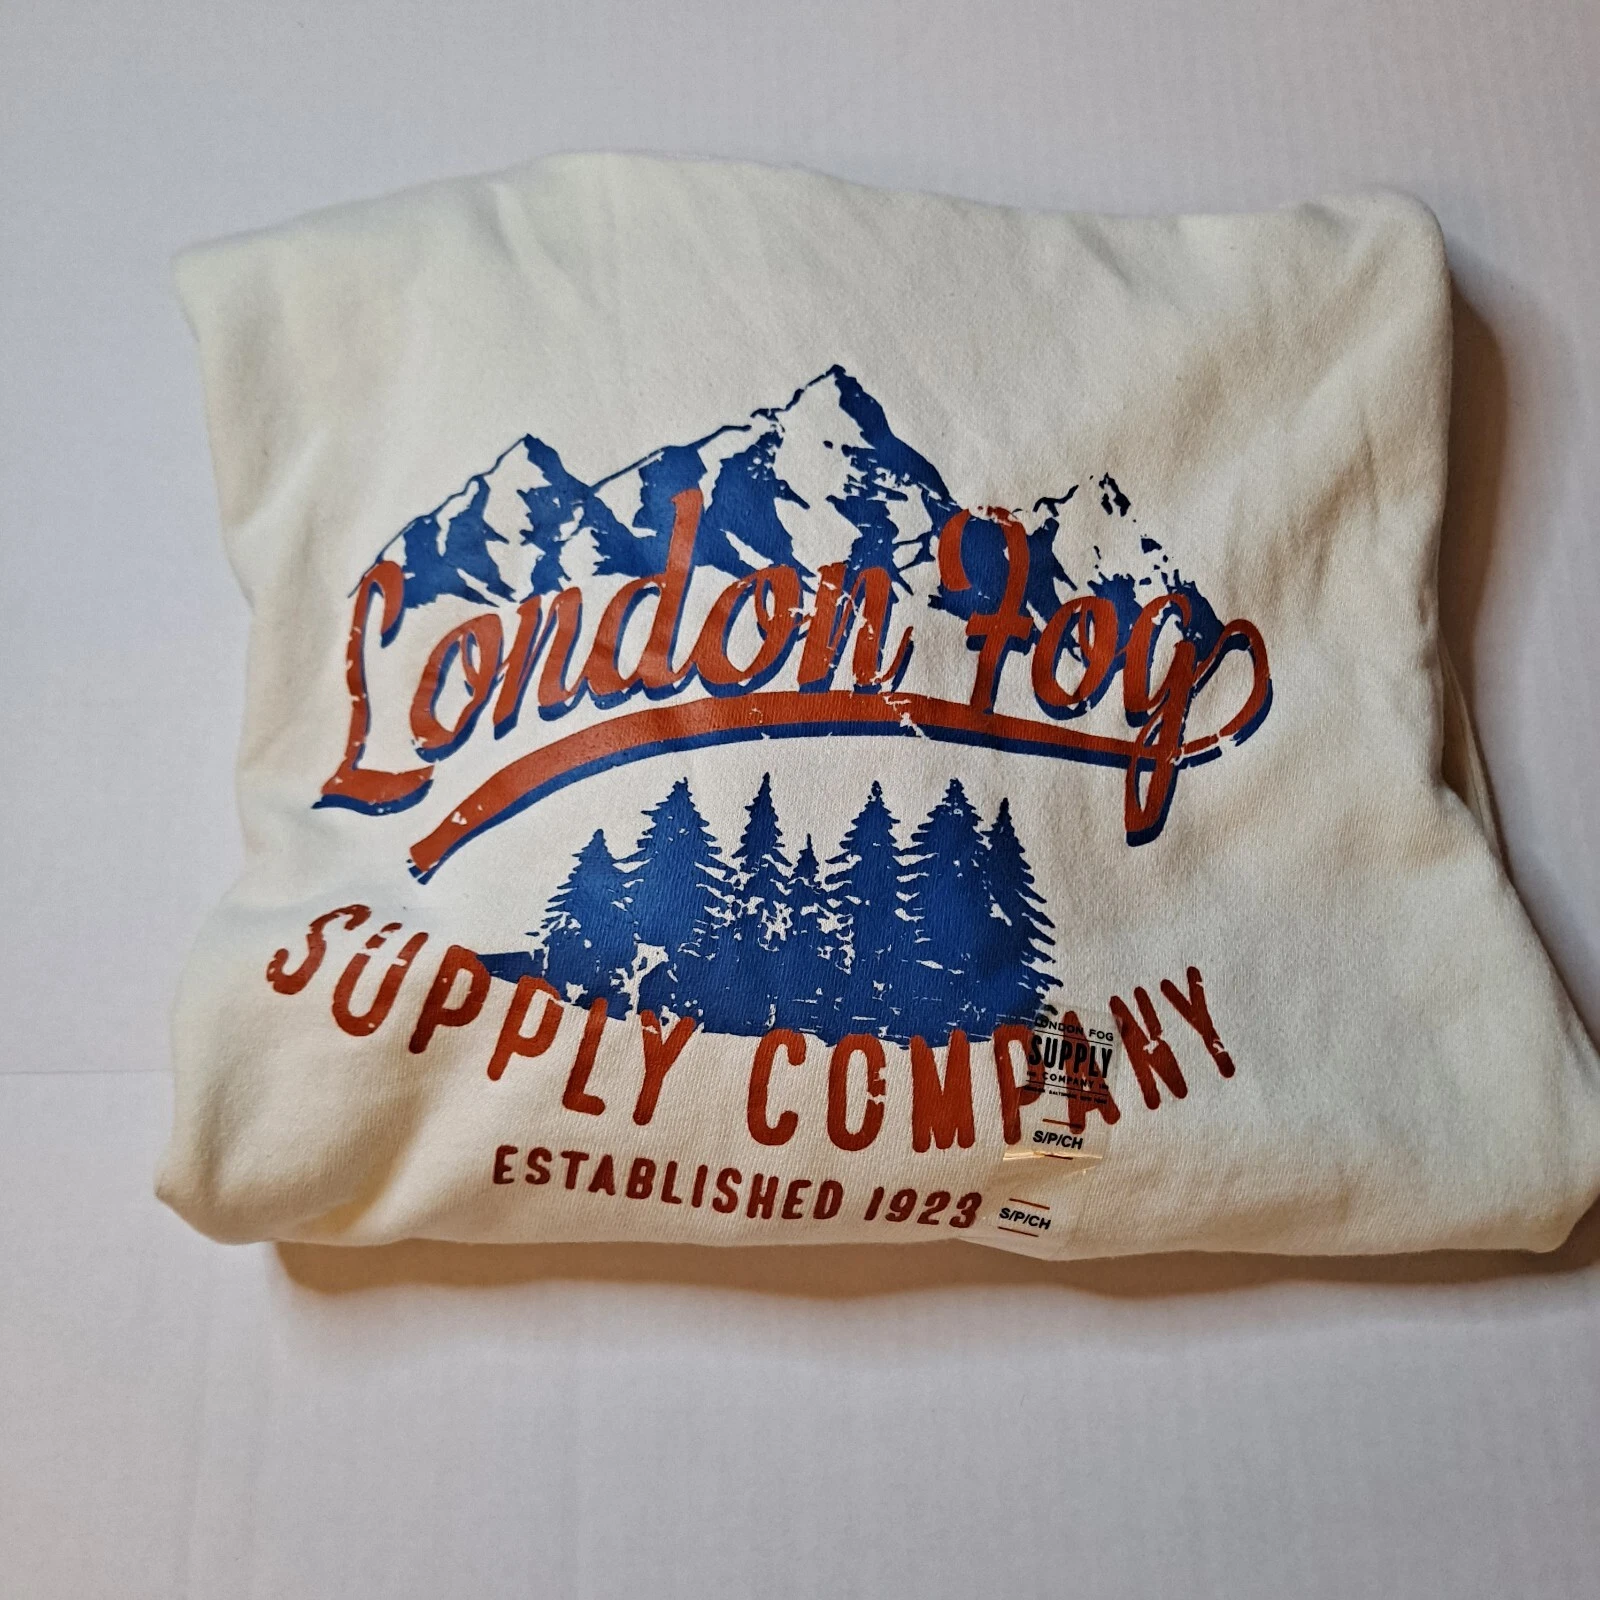 London Fog
SUPPLY COMPANY
ESTABLISHED 1923
LONDON FOG
SUPPLY
COMPANY
S/P/CH
S/P/CH